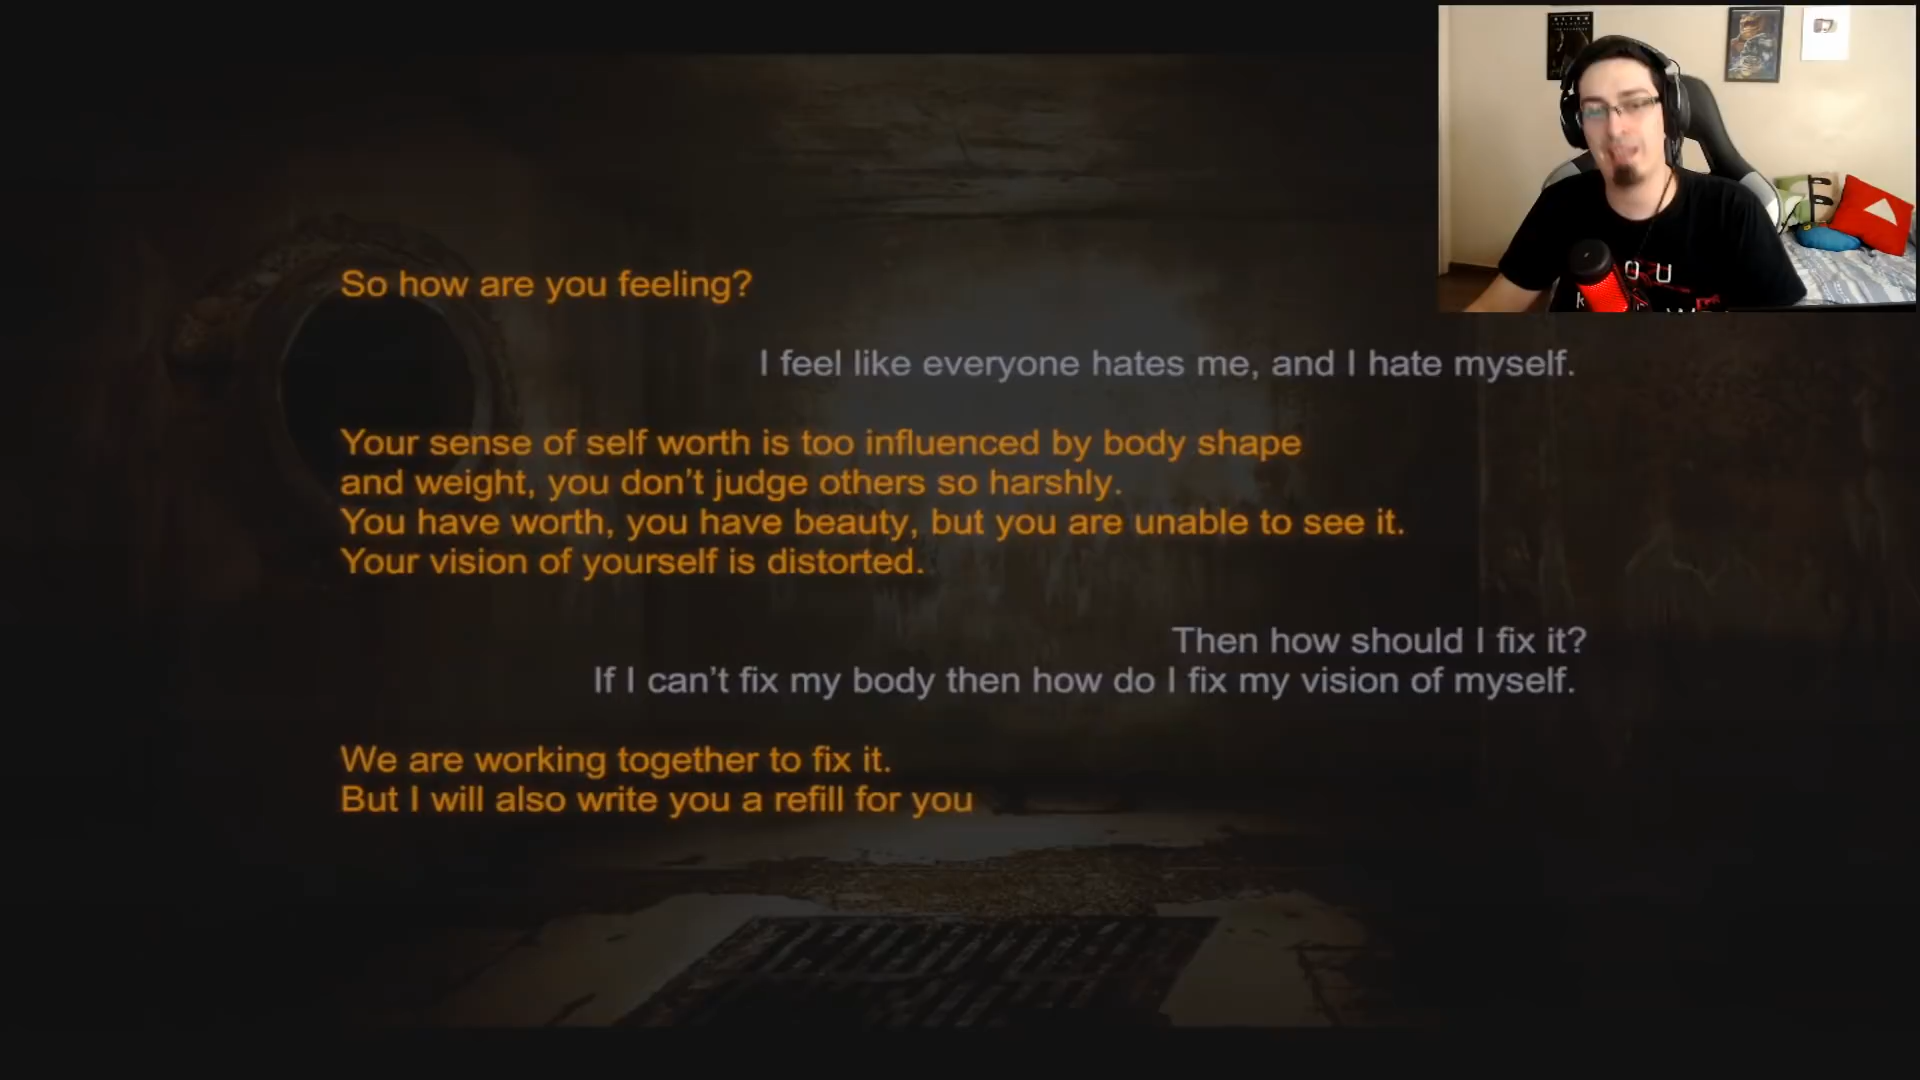 So how are you feeling?
I feel like everyone hates me, and I hate myself.
Your sense of self worth is too influenced by body shape
and weight, you don't judge others so harshly.
You have worth, you have beauty, but you are unable to see it.
Your vision of yourself is distorted.
Then how should I fix it?
If I can't fix my body then how do I fix my vision of myself.
We are working together to fix it.
But I will also write you a refill for you